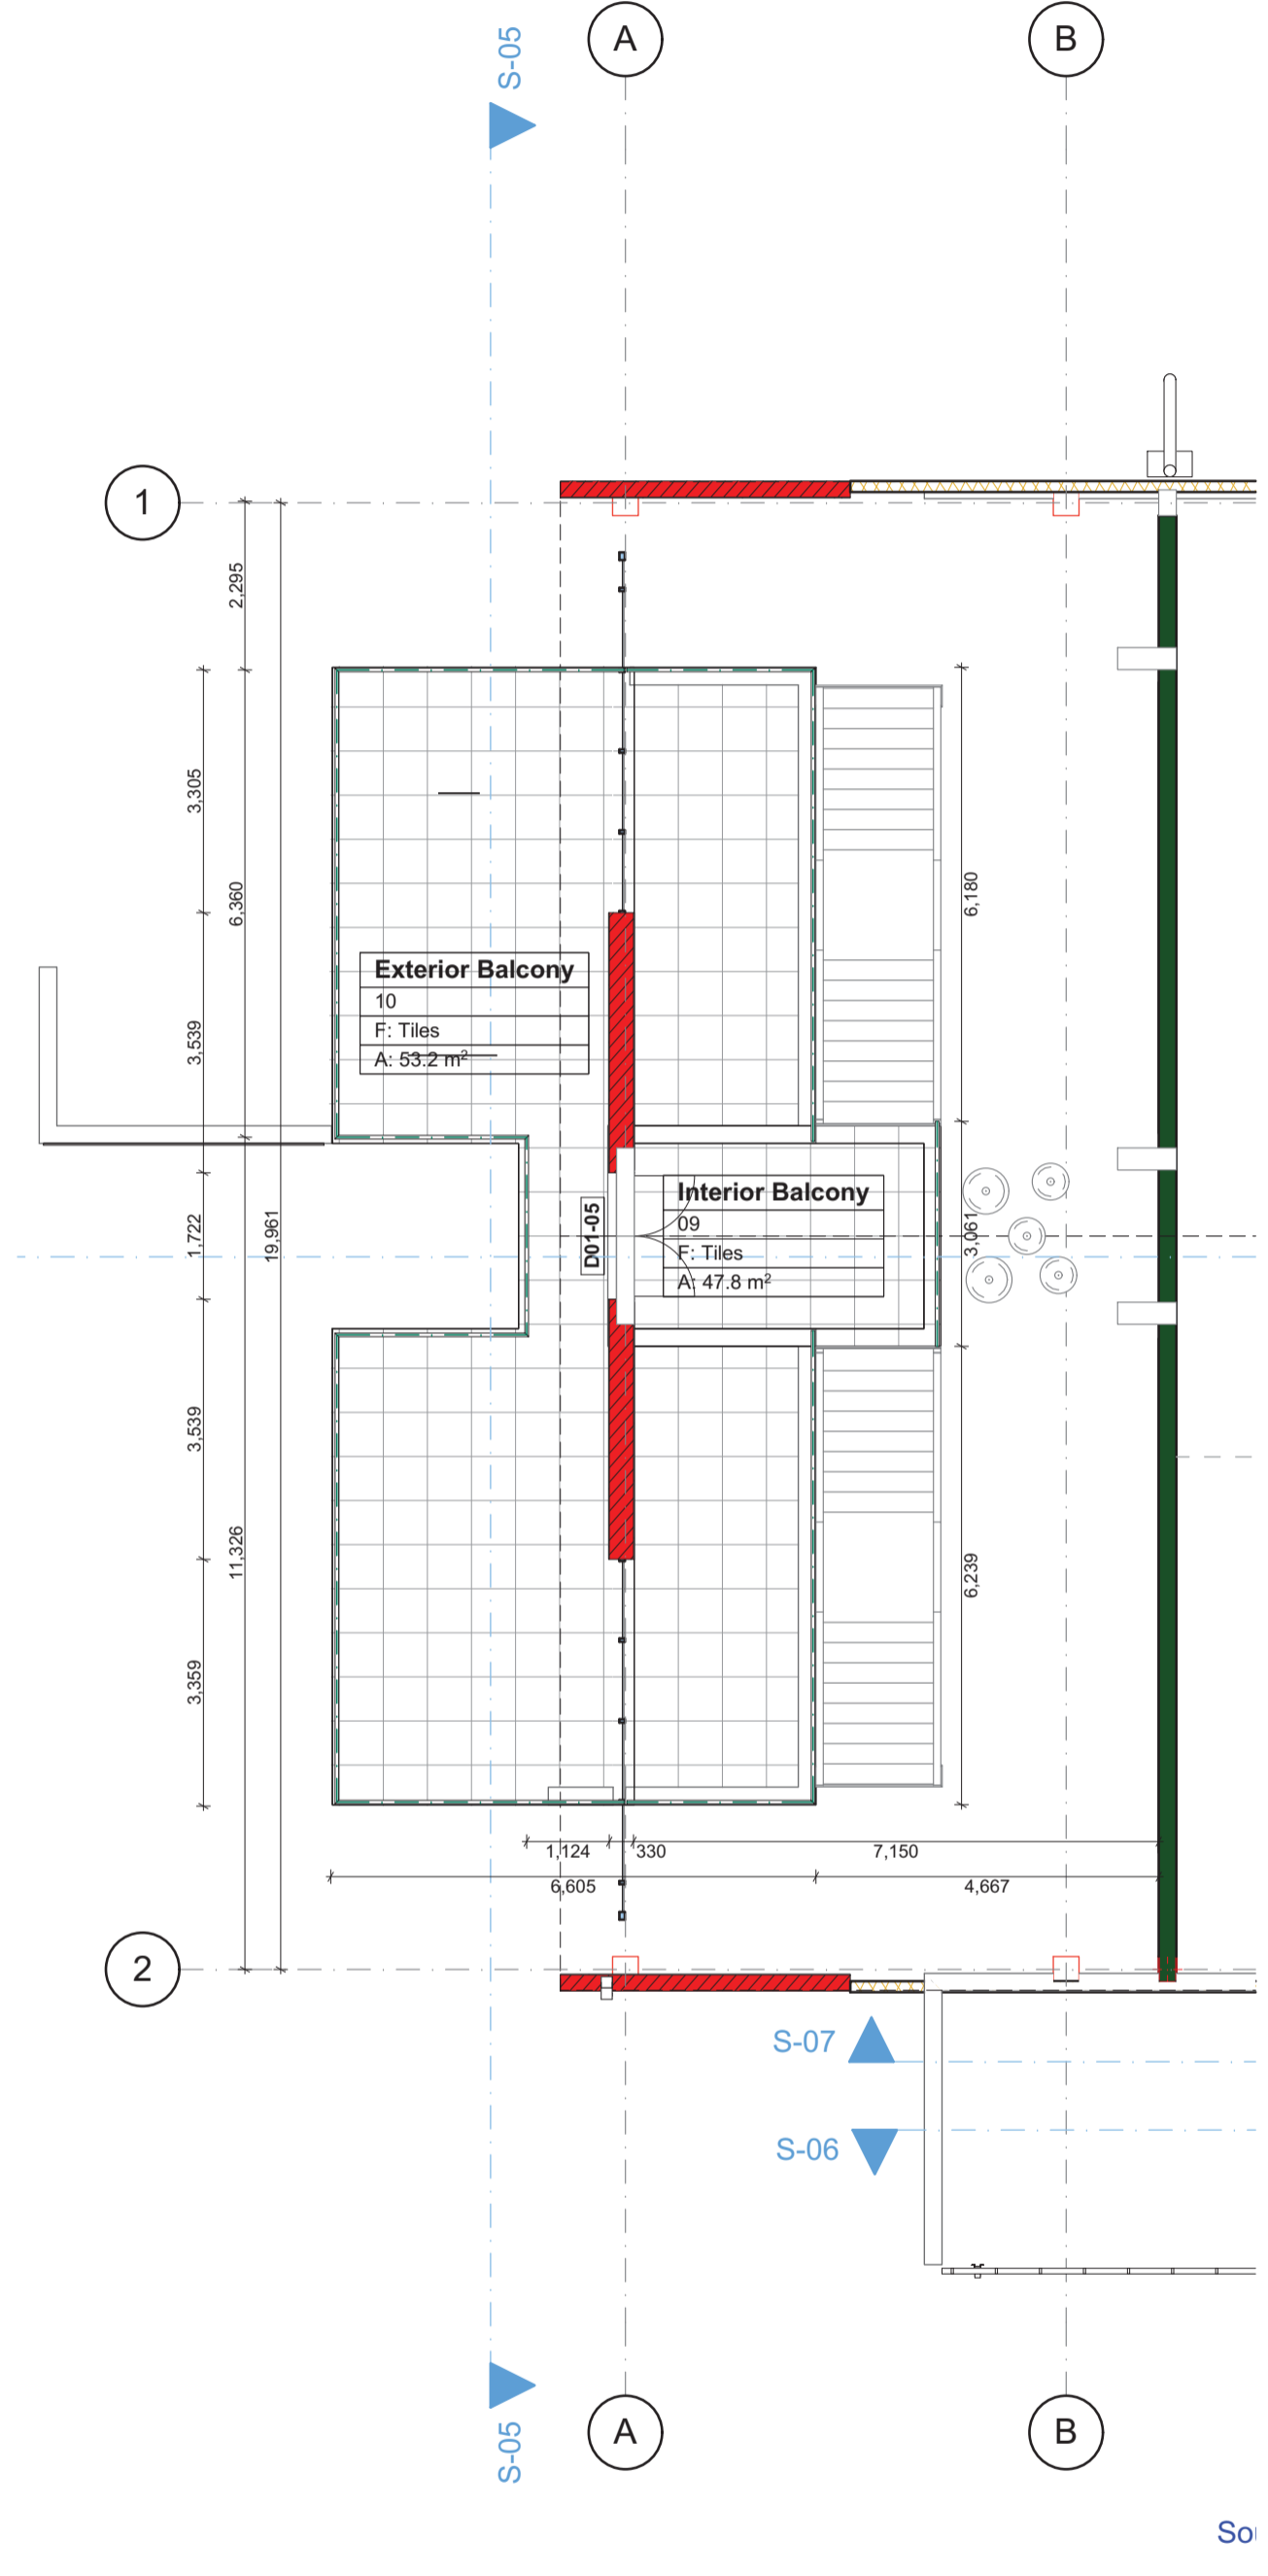 S-05
A
B
1
2,295
3,305
6,360
6,180
Exterior Balcony
10
F: Tiles
A: 53.2 m²
3,539
Interior Balcony
09
F: Tiles
A: 47.8 m²
D01-05
3,061
1,722
19,961
3,539
11,326
6,239
3,359
1,124
330
7,150
6,605
4,667
2
S-07
S-06
A
B
S-05